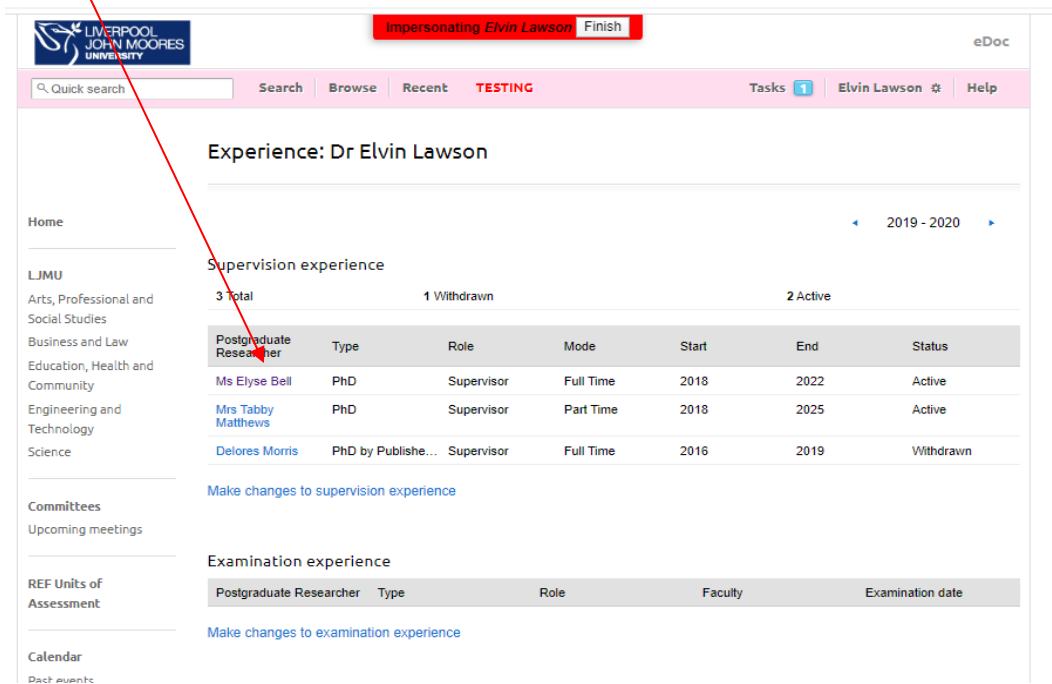 LIVERPOOL
JOHN MOORES
UNIVERSITY
Impersonating Elvin Lawson Finish
eDoc
Quick search Search Browse Recent TESTING Tasks 1 Elvin Lawson Help
Experience: Dr Elvin Lawson
Home
2019 - 2020
LJMU
Arts, Professional and
Social Studies
Business and Law
Education, Health and
Community
Engineering and
Technology
Science
Committees
Upcoming meetings
REF Units of
Assessment
Calendar
Past events
Supervision experience
3 Total 1 Withdrawn 2 Active
Postgraduate
Researcher Type Role Mode Start End Status
Ms Elyse Bell PhD Supervisor Full Time 2018 2022 Active
Mrs Tabby
Matthews PhD Supervisor Part Time 2018 2025 Active
Delores Morris PhD by Publishe... Supervisor Full Time 2016 2019 Withdrawn
Make changes to supervision experience
Examination experience
Postgraduate Researcher Type Role Faculty Examination date
Make changes to examination experience